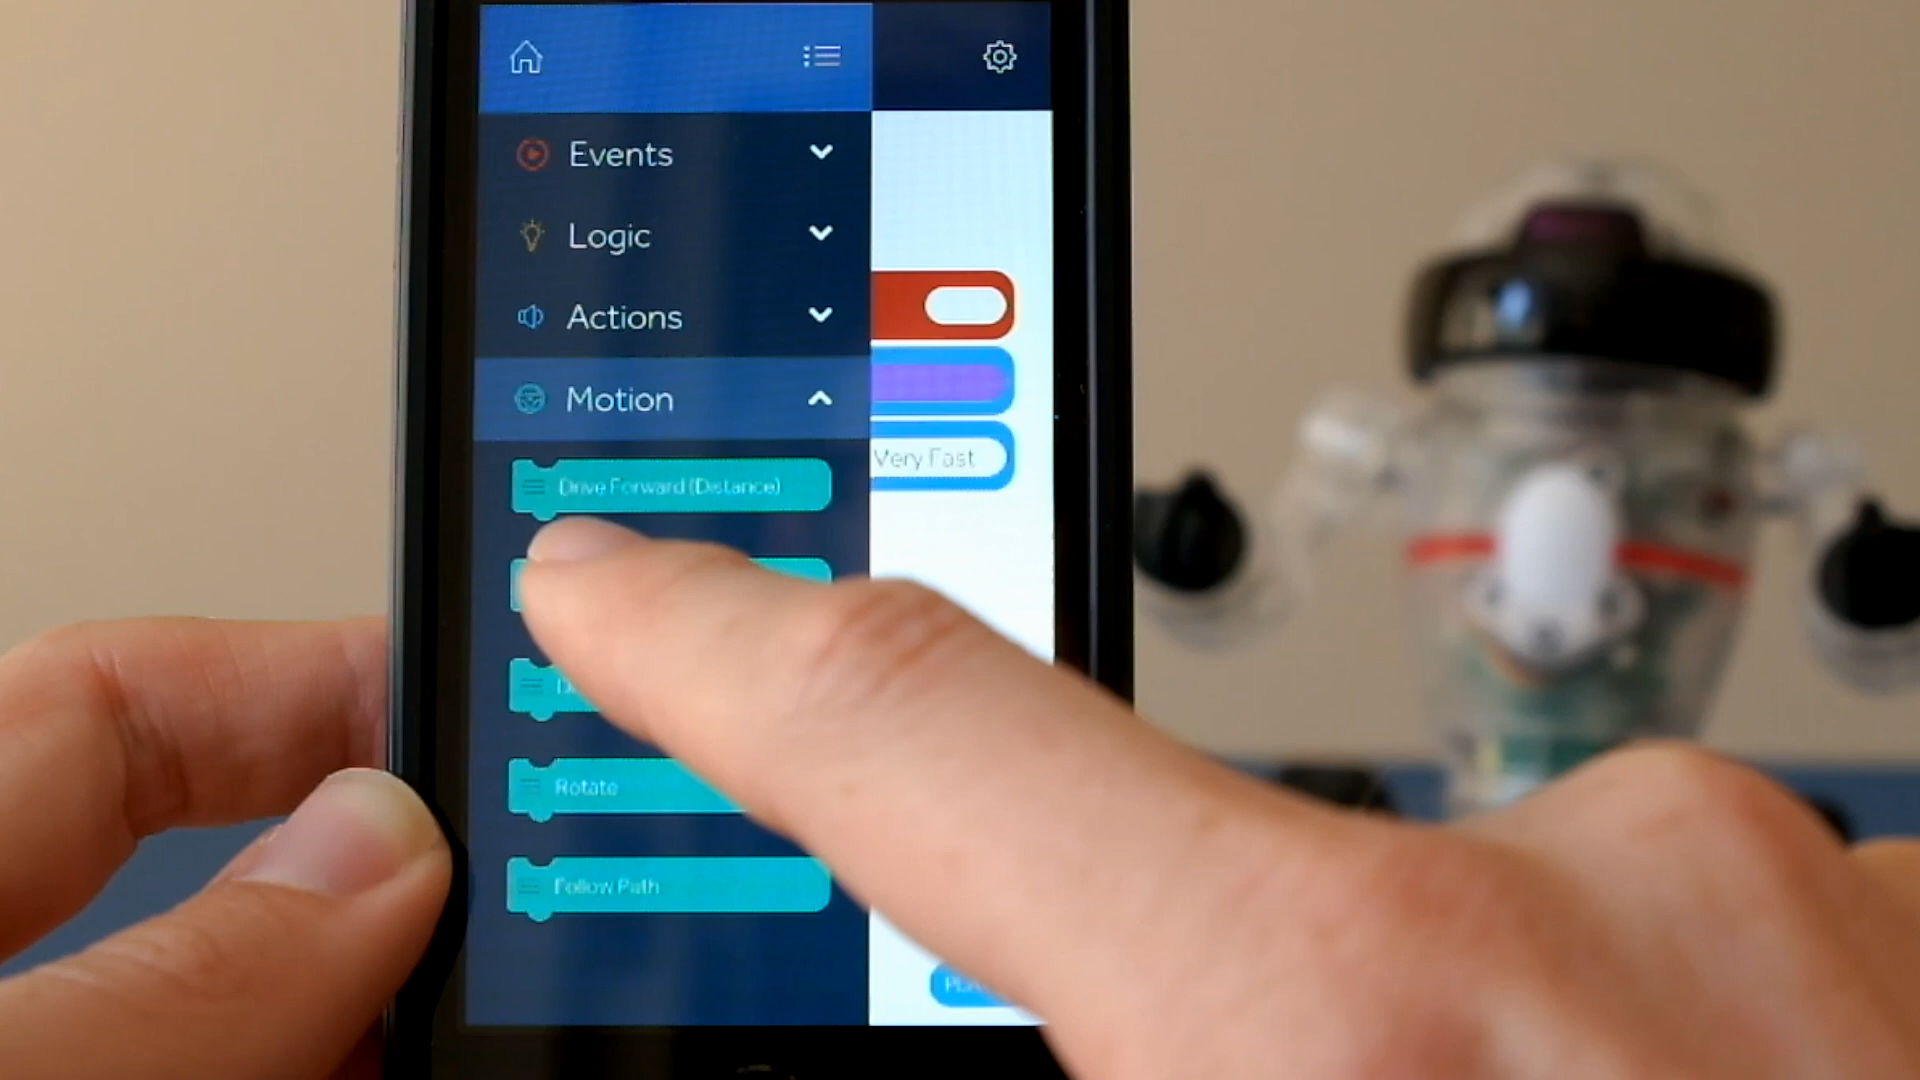 Events
Logic
Actions
Motion
Very Fast
Drive Forward (Distance)
Rotate
Follow Path